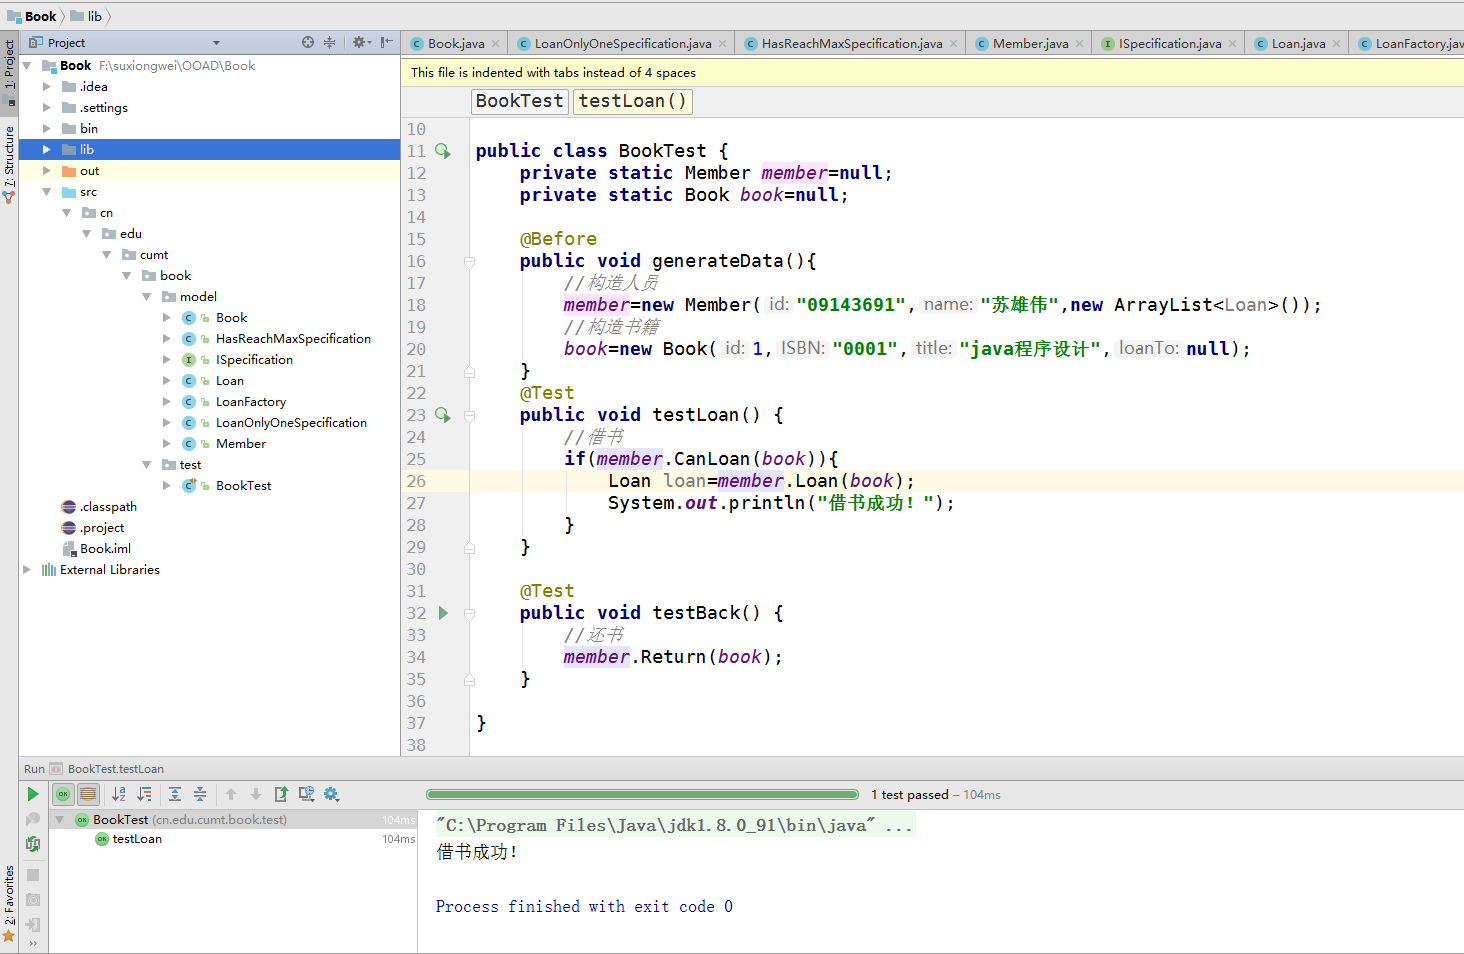 Book lib
Project
Book.java LoanOnlyOneSpecification.java HasReachMaxSpecification.java Member.java ISpecification.java Loan.java LoanFactory.jav
1: Project
7: Structure
2: Favorites
Book F:\suxiongwei\OOAD\Book
.idea
.settings
bin
lib
out
src
cn
edu
cumt
book
model
Book
HasReachMaxSpecification
ISpecification
Loan
LoanFactory
LoanOnlyOneSpecification
Member
test
BookTest
.classpath
.project
Book.iml
External Libraries
This file is indented with tabs instead of 4 spaces
BookTest testLoan()
10
11 public class BookTest {
12 private static Member member=null;
13 private static Book book=null;
14
15 @Before
16 public void generateData(){
17 //构造人员
18 member=new Member( id: "09143691", name: "苏雄伟",new ArrayList<Loan>());
19 //构造书籍
20 book=new Book( id: 1, ISBN: "0001", title: "java程序设计", loanTo: null);
21 }
22 @Test
23 public void testLoan() {
24 //借书
25 if(member.CanLoan(book)){
26 Loan loan=member.Loan(book);
27 System.out.println("借书成功！");
28 }
29 }
30
31 @Test
32 public void testBack() {
33 //还书
34 member.Return(book);
35 }
36
37 }
38
Run BookTest.testLoan
1 test passed – 104ms
BookTest (cn.edu.cumt.book.test) 104ms
testLoan 104ms
"C:\Program Files\Java\jdk1.8.0_91\bin\java" ...
借书成功！
Process finished with exit code 0